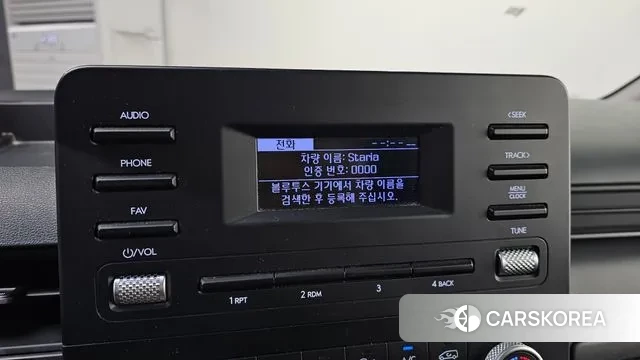 AUDIO
PHONE
FAV
⏻/VOL
전화
--:--
차량 이름: Staria
인증 번호: 0000
블루투스 기기에서 차량 이름을
검색한 후 등록해 주십시오.
<SEEK
TRACK>
MENU
CLOCK
TUNE
1 RPT
2 RDM
3
4 BACK
A/C
CARSKOREA